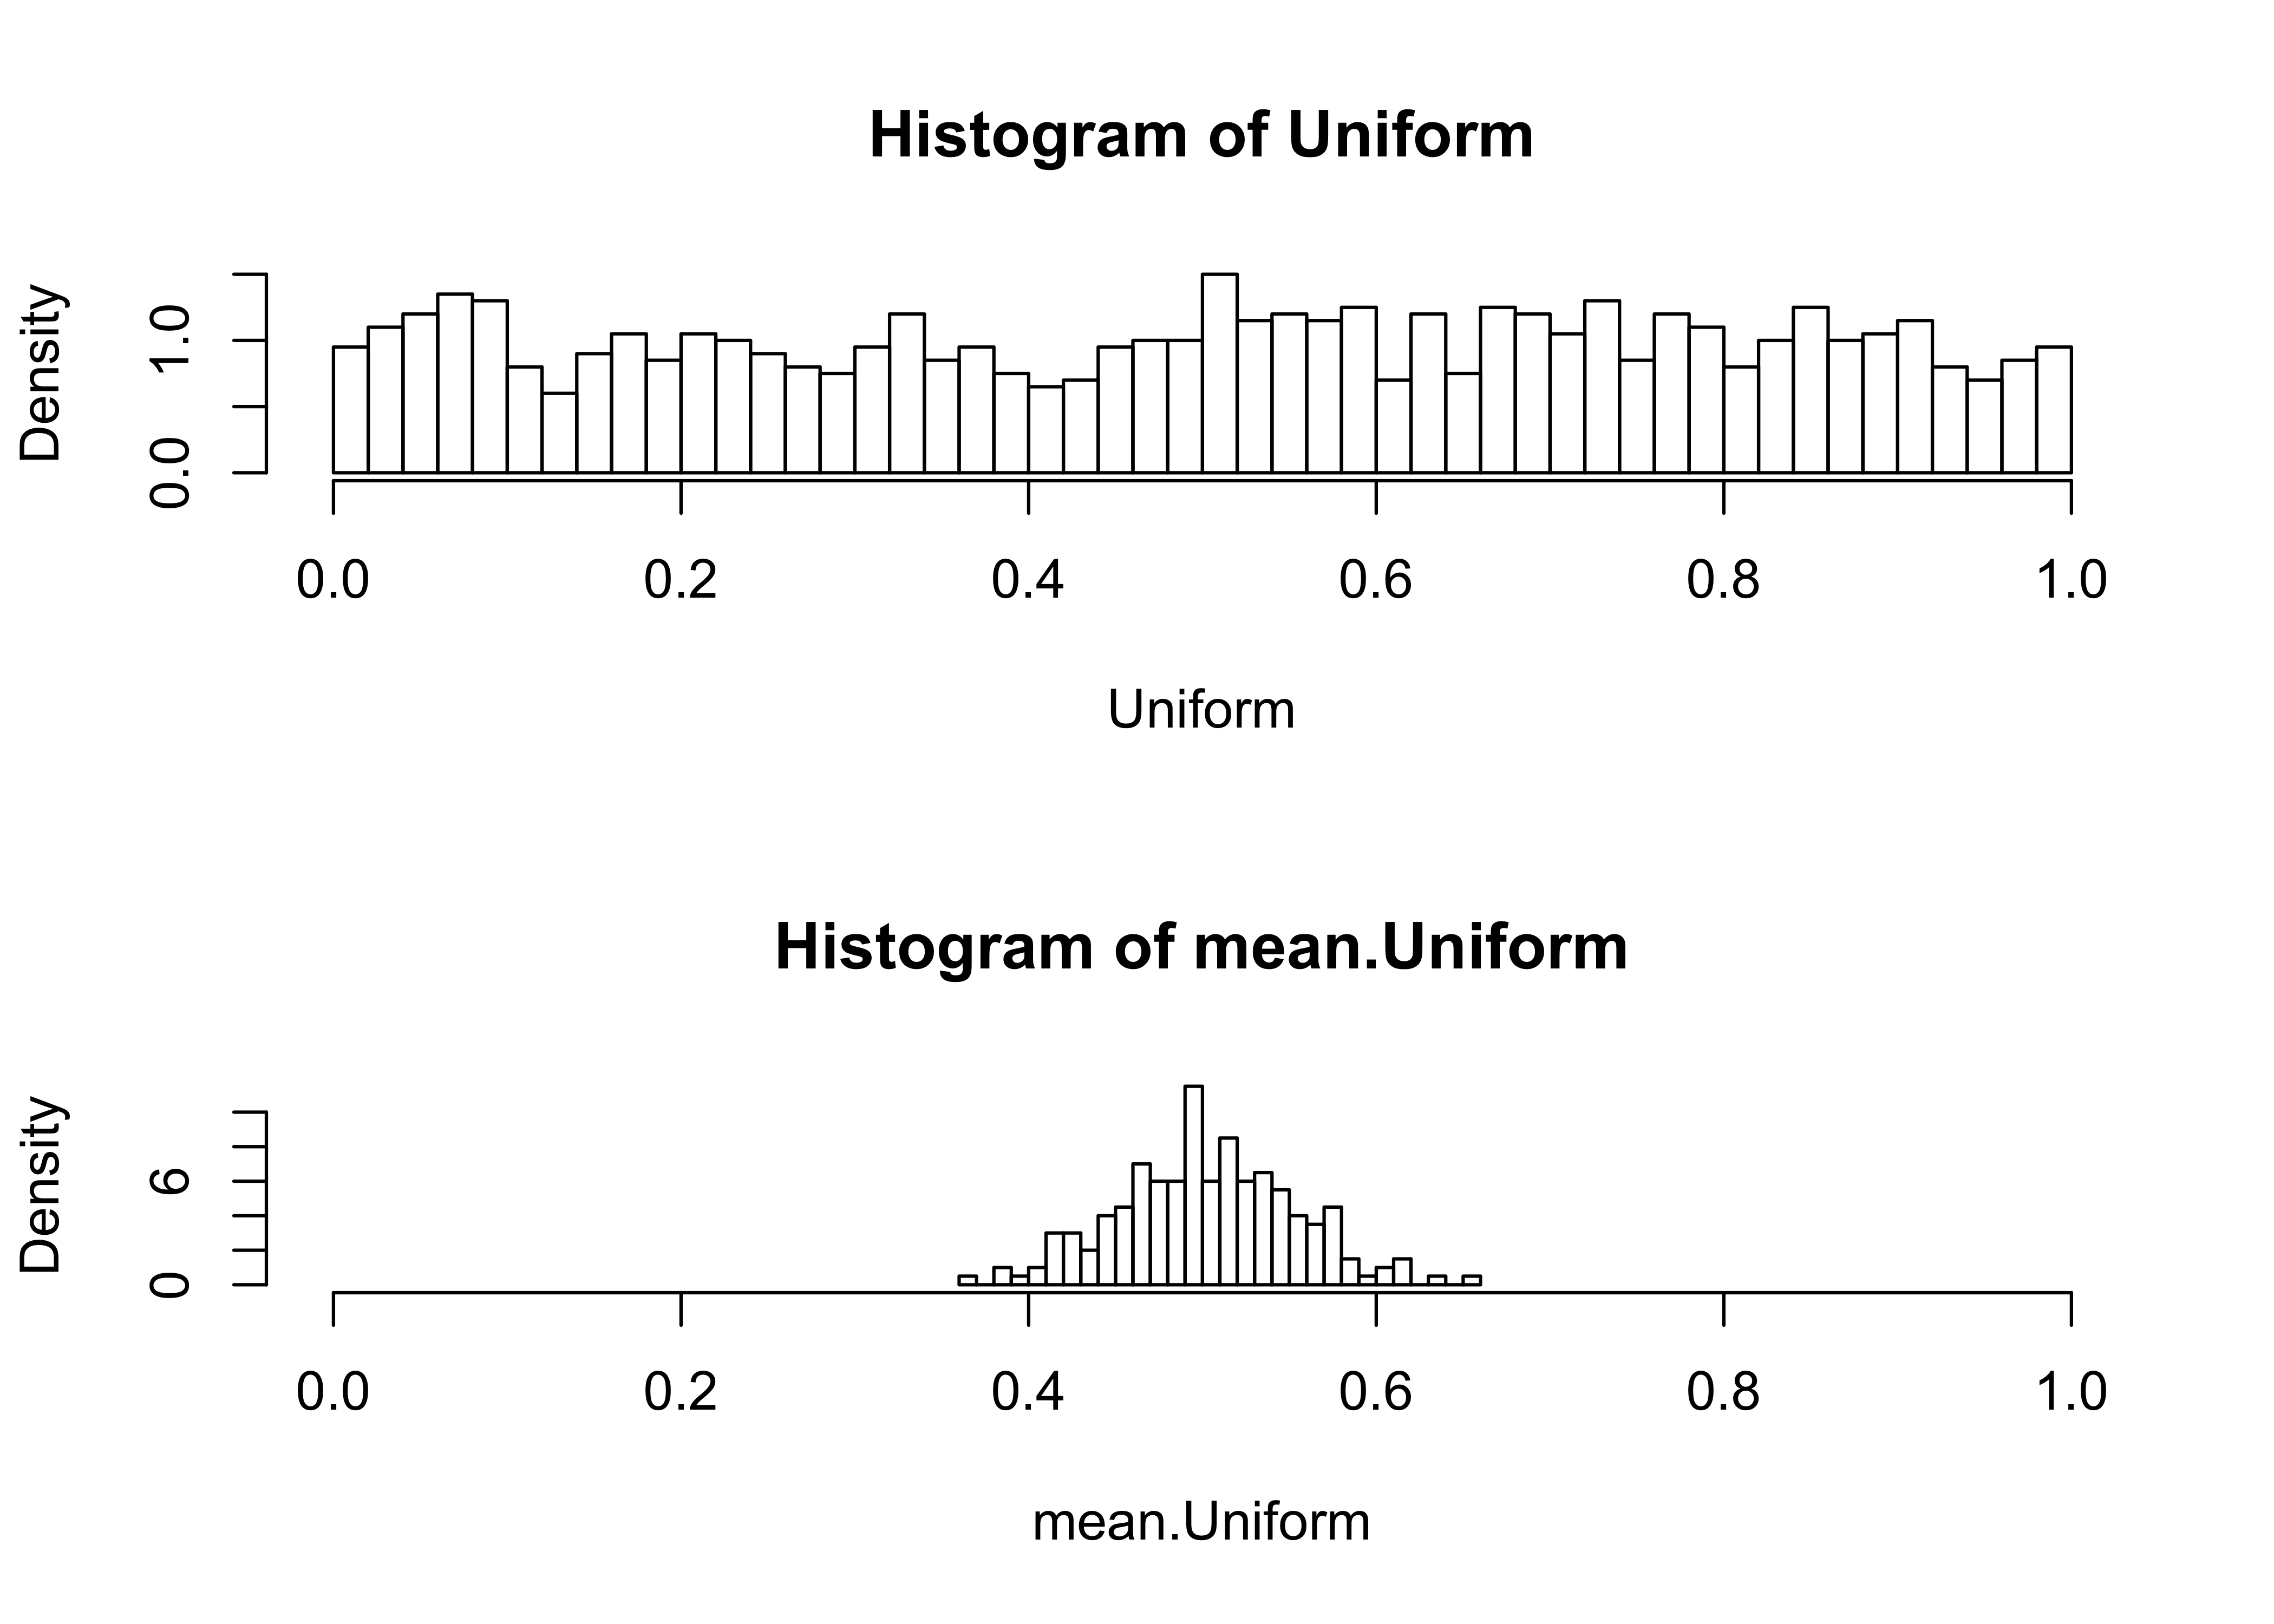 Histogram of Uniform
Density
0.0 1.0
0.0 0.2 0.4 0.6 0.8 1.0
Uniform
Histogram of mean.Uniform
Density
0 6
0.0 0.2 0.4 0.6 0.8 1.0
mean.Uniform